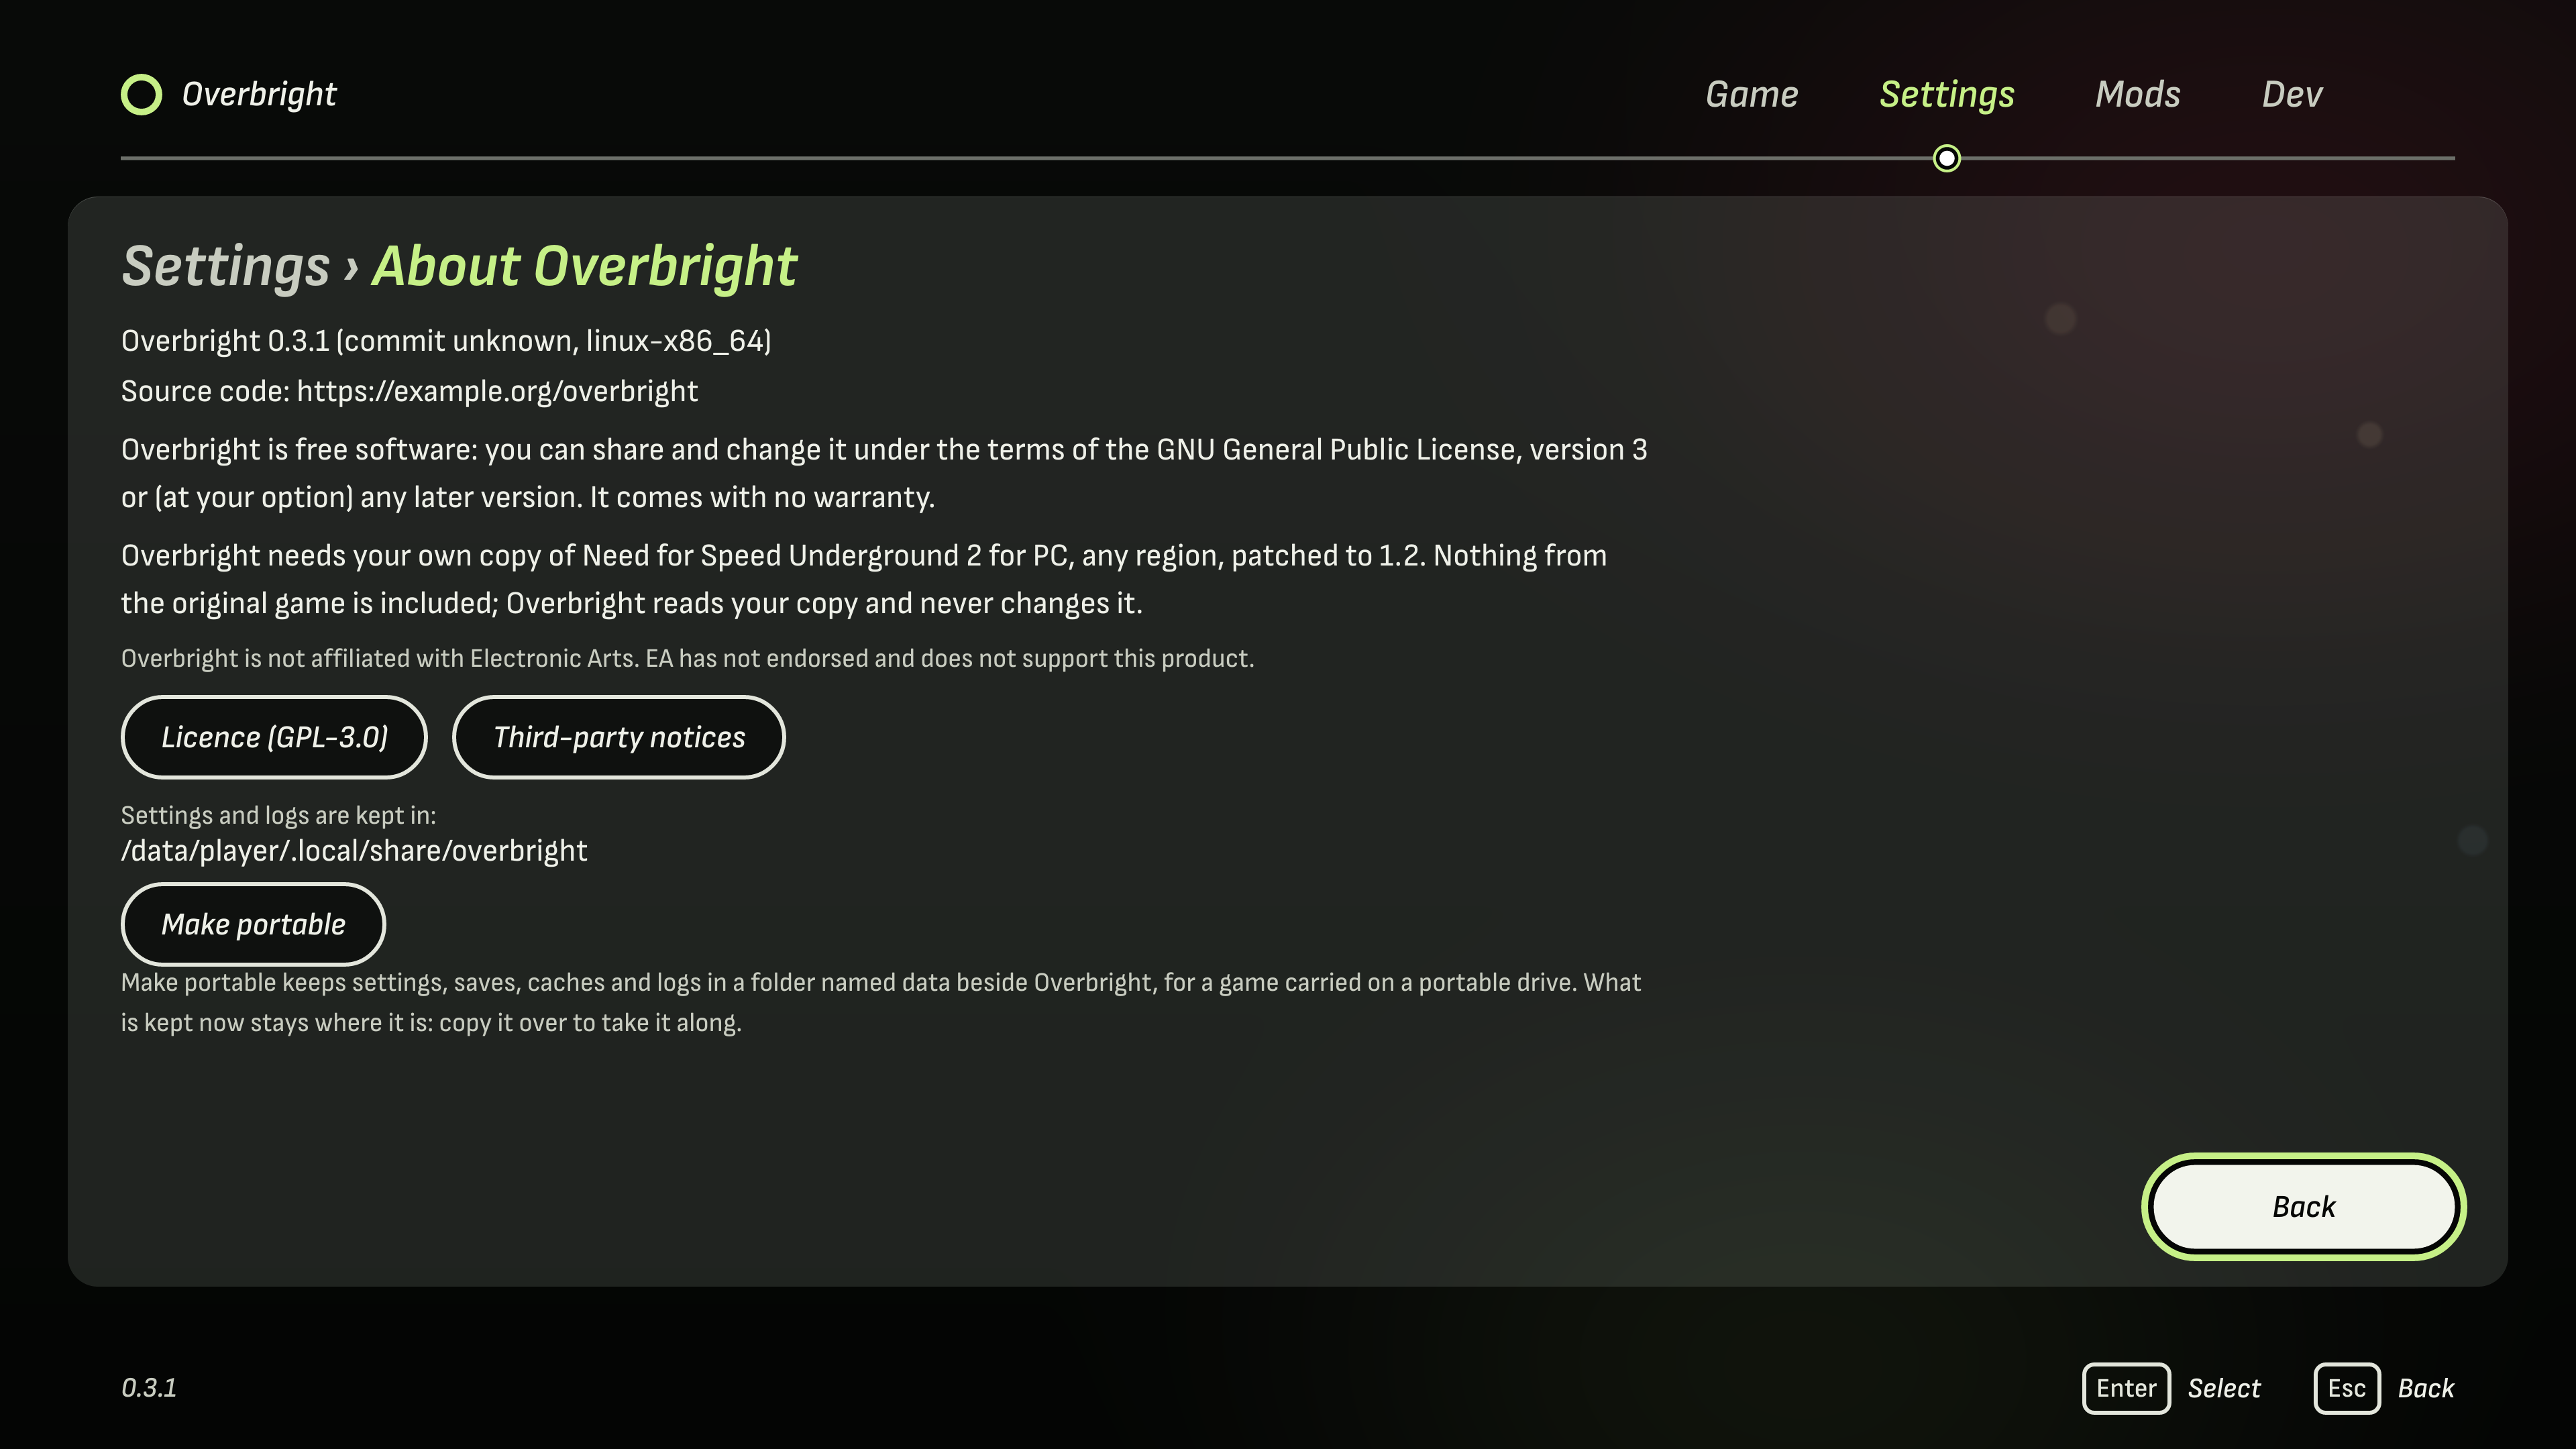 Overbright
Game Settings Mods Dev
Settings › About Overbright
Overbright 0.3.1 (commit unknown, linux-x86_64)
Source code: https://example.org/overbright
Overbright is free software: you can share and change it under the terms of the GNU General Public License, version 3
or (at your option) any later version. It comes with no warranty.
Overbright needs your own copy of Need for Speed Underground 2 for PC, any region, patched to 1.2. Nothing from
the original game is included; Overbright reads your copy and never changes it.
Overbright is not affiliated with Electronic Arts. EA has not endorsed and does not support this product.
Licence (GPL-3.0) Third-party notices
Settings and logs are kept in:
/data/player/.local/share/overbright
Make portable
Make portable keeps settings, saves, caches and logs in a folder named data beside Overbright, for a game carried on a portable drive. What
is kept now stays where it is: copy it over to take it along.
Back
0.3.1
Enter Select Esc Back